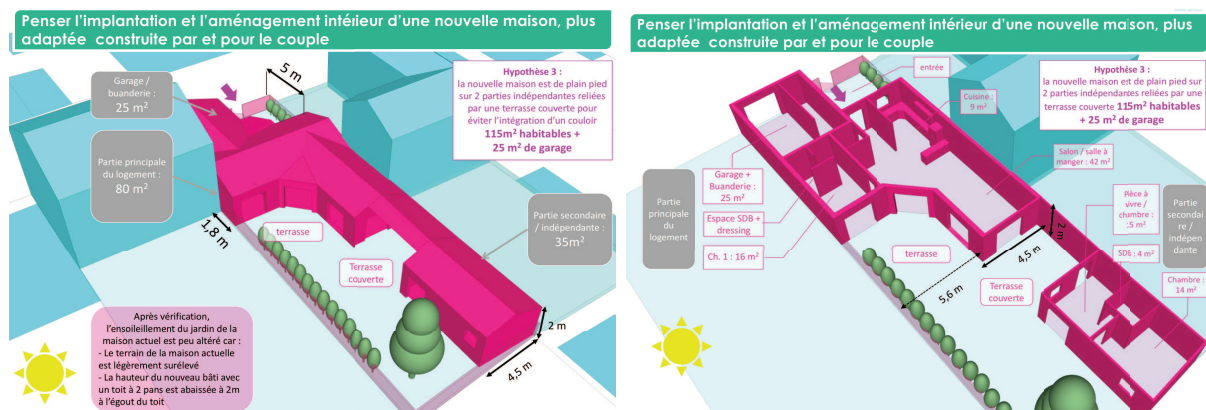 Penser l'implantation et l'aménagement intérieur d'une nouvelle maison, plus
adaptée construite par et pour le couple
Garage /
buanderie :
25 m²
5 m
Hypothèse 3 :
la nouvelle maison est de plain pied
sur 2 parties indépendantes reliées
par une terrasse couverte pour
éviter l'intégration d'un couloir
115m² habitables +
25 m² de garage
Partie principale
du logement :
80 m²
1,8 m
terrasse
Partie secondaire
/ indépendante :
35m²
Terrasse
couverte
2 m
4,5 m
Après vérification,
l'ensoleillement du jardin de la
maison actuel est peu altéré car :
- Le terrain de la maison actuelle
est légèrement surélevé
- La hauteur du nouveau bâti avec
un toit à 2 pans est abaissée à 2m
à l'égout du toit
Penser l'implantation et l'aménagement intérieur d'une nouvelle maison, plus
adaptée construite par et pour le couple
entrée
Cuisine :
9 m²
Hypothèse 3 :
la nouvelle maison est de plain pied sur
2 parties indépendantes reliées par une
terrasse couverte 115m² habitables
+ 25 m² de garage
Salon / salle à
manger : 42 m²
Garage +
Buanderie :
25 m²
Partie
principale
du
logement
Espace SDB +
dressing
Ch. 1 : 16 m²
Pièce à
vivre /
chambre :
15 m²
Partie
secondai
re /
indépen
dante
2 m
SDB : 4 m²
terrasse
4,5 m
5,6 m
Terrasse
couverte
Chambre :
14 m²